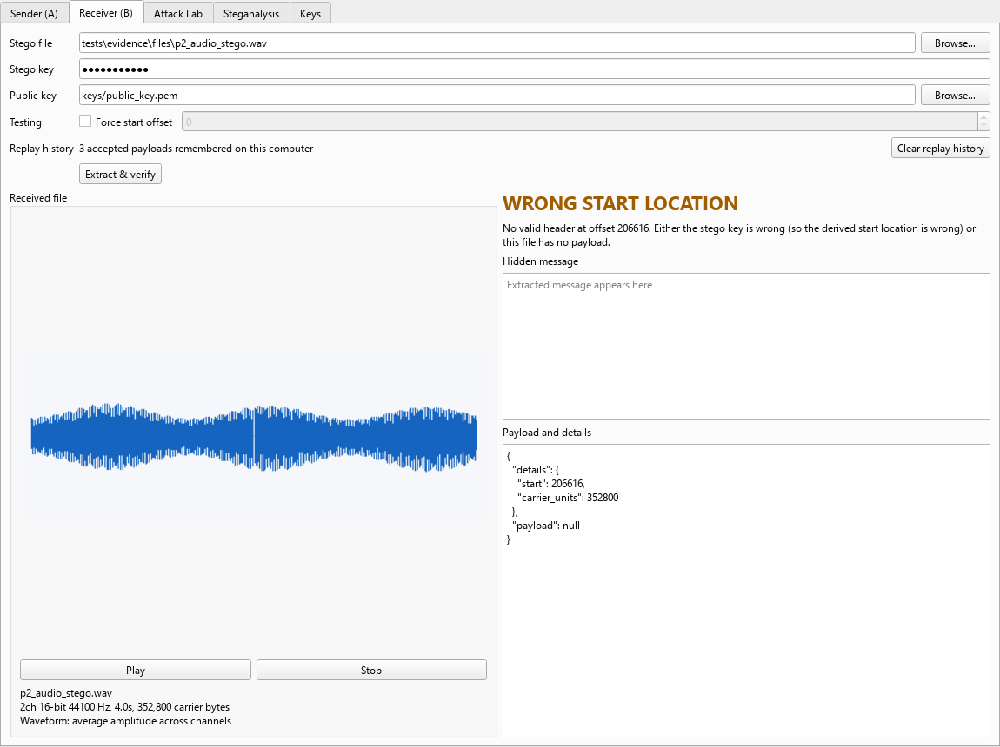 Sender (A) Receiver (B) Attack Lab Steganalysis Keys
Stego file tests\evidence\files\p2_audio_stego.wav Browse...
Stego key ●●●●●●●●●●●
Public key keys/public_key.pem Browse...
Testing Force start offset 0
Replay history 3 accepted payloads remembered on this computer Clear replay history
Extract & verify
Received file
WRONG START LOCATION
No valid header at offset 206616. Either the stego key is wrong (so the derived start location is wrong) or
this file has no payload.
Hidden message
Extracted message appears here
Payload and details
{
"details": {
"start": 206616,
"carrier_units": 352800
},
"payload": null
}
Play Stop
p2_audio_stego.wav
2ch 16-bit 44100 Hz, 4.0s, 352,800 carrier bytes
Waveform: average amplitude across channels